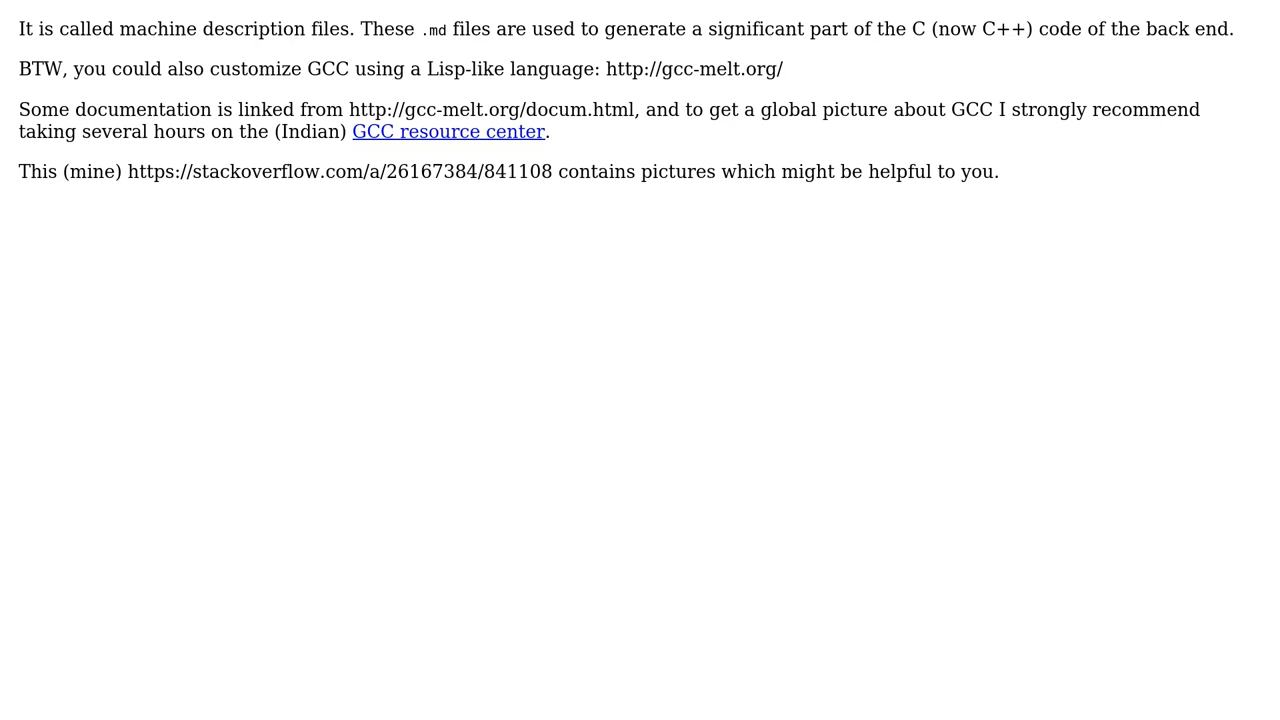 It is called machine description files. These .md files are used to generate a significant part of the C (now C++) code of the back end.
BTW, you could also customize GCC using a Lisp-like language: http://gcc-melt.org/
Some documentation is linked from http://gcc-melt.org/docum.html, and to get a global picture about GCC I strongly recommend
taking several hours on the (Indian) GCC resource center.
This (mine) https://stackoverflow.com/a/26167384/841108 contains pictures which might be helpful to you.